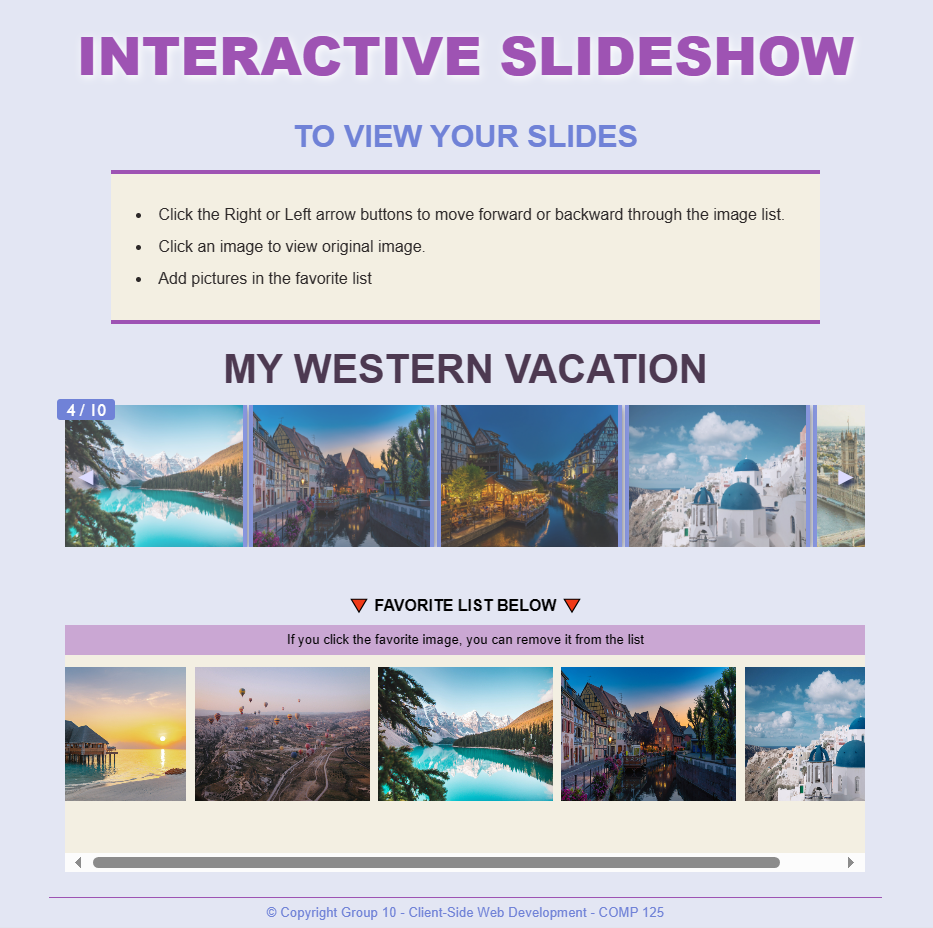 INTERACTIVE SLIDESHOW
TO VIEW YOUR SLIDES
• Click the Right or Left arrow buttons to move forward or backward through the image list.
• Click an image to view original image.
• Add pictures in the favorite list
MY WESTERN VACATION
4 / 10
FAVORITE LIST BELOW
If you click the favorite image, you can remove it from the list
© Copyright Group 10 - Client-Side Web Development - COMP 125